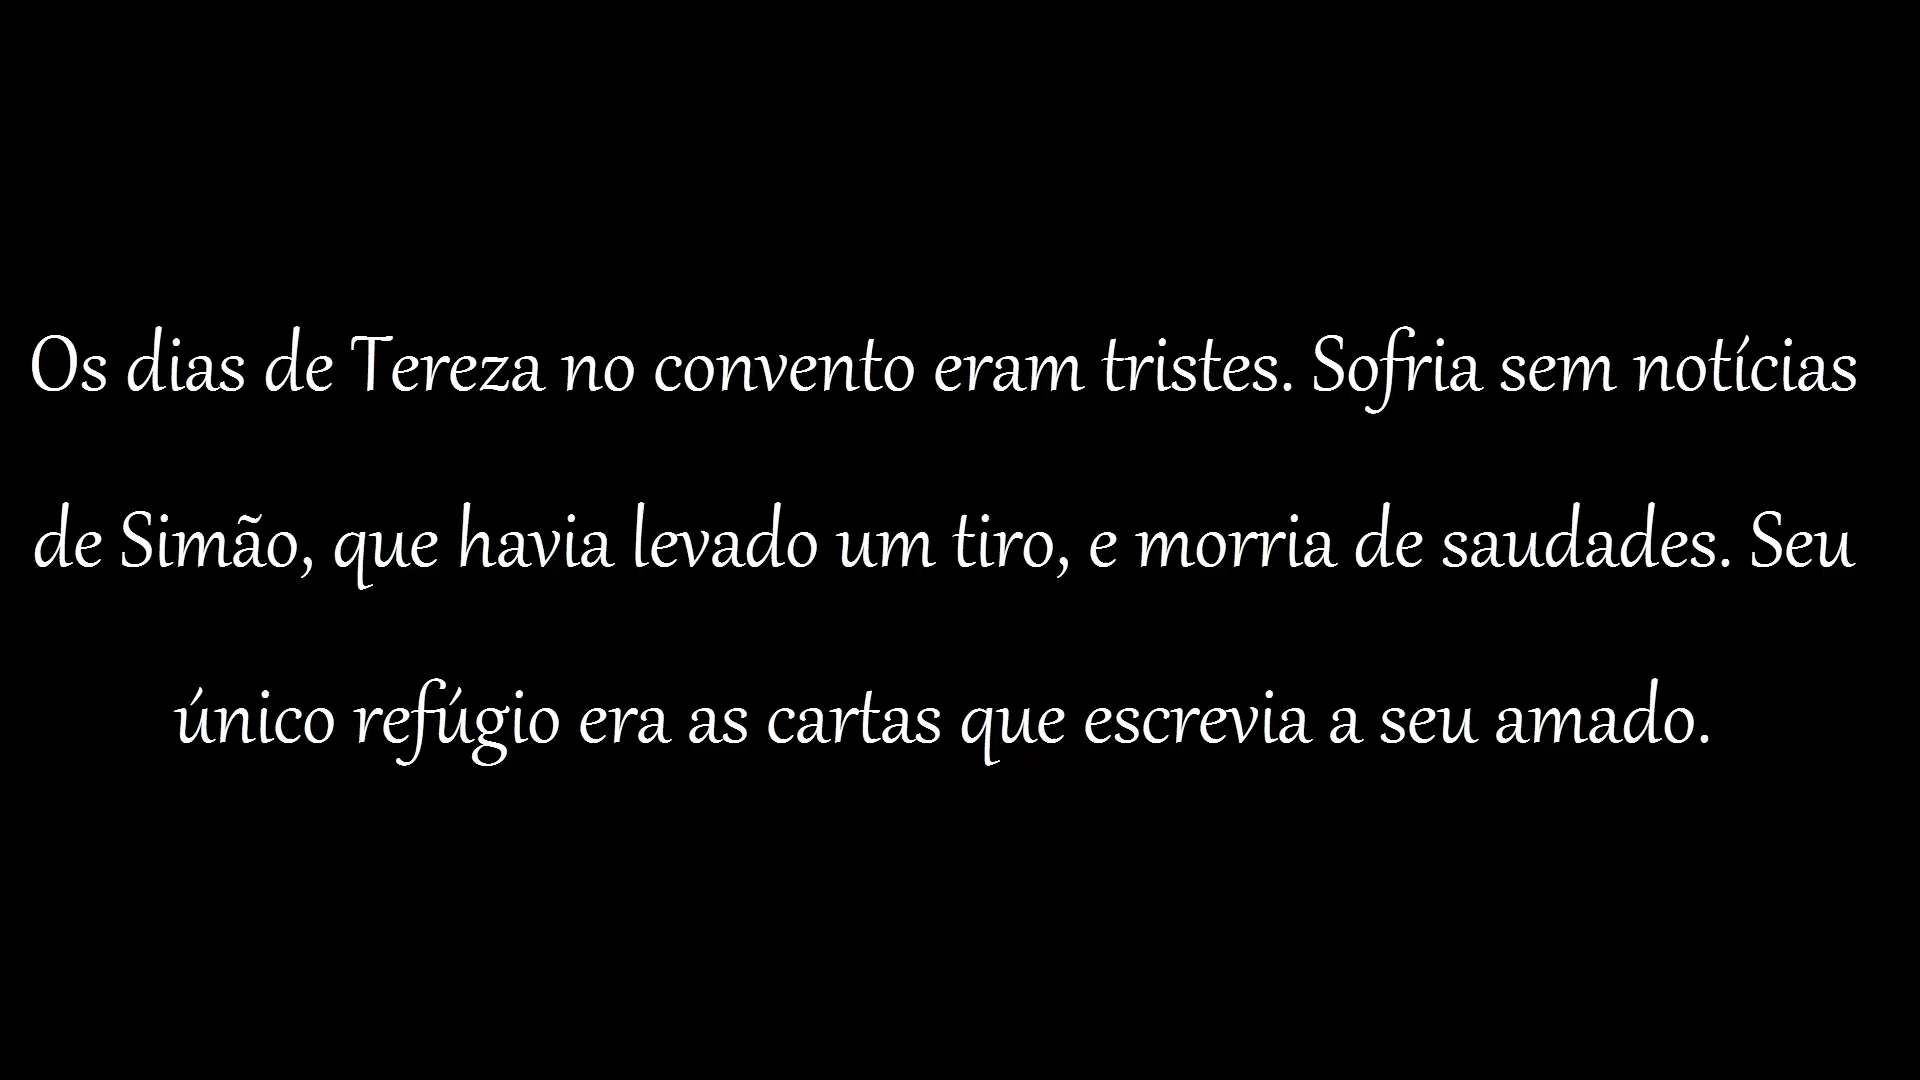 Os dias de Tereza no convento eram tristes. Sofria sem notícias
de Simão, que havia levado um tiro, e morria de saudades. Seu
único refúgio era as cartas que escrevia a seu amado.